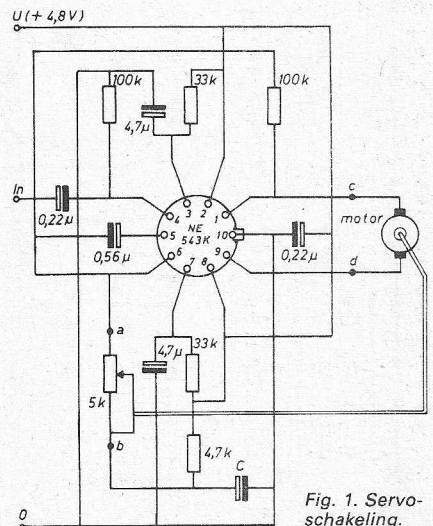 U(+ 4,8V)
100k
33k
100k
4,7µ
In
0,22µ
3
2
4
1
c
motor
NE
543K
5
10
0,56µ
0,22µ
6
9
7
8
d
a
4,7µ
33k
5k
b
4,7k
C
0
Fig. 1. Servo-
schakeling.